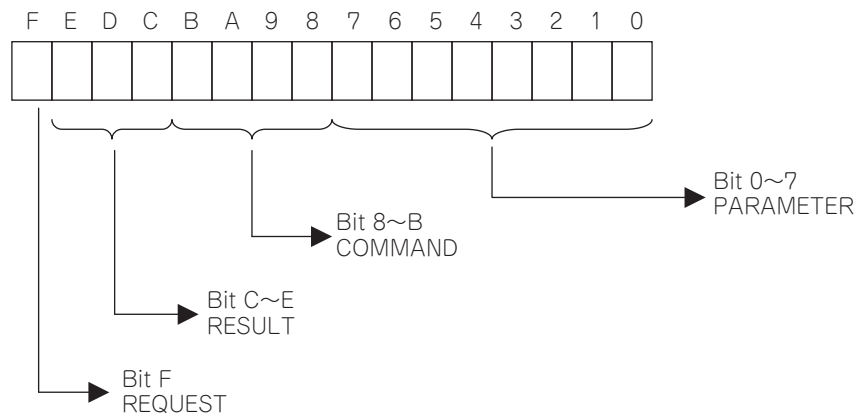 F E D C B A 9 8 7 6 5 4 3 2 1 0
Bit 0～7
PARAMETER
Bit 8～B
COMMAND
Bit C～E
RESULT
Bit F
REQUEST